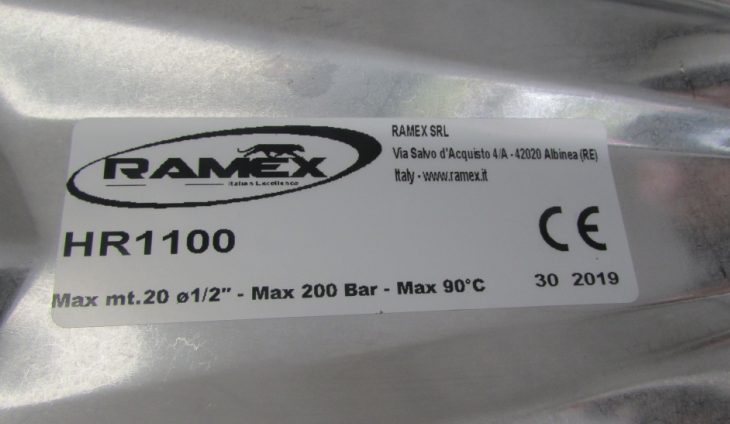 RAMEX
Italian Excellence
RAMEX SRL
Via Salvo d'Acquisto 4/A - 42020 Albinea (RE)
Italy - www.ramex.it
HR1100
CE
Max mt.20 ø1/2" - Max 200 Bar - Max 90°C
30 2019